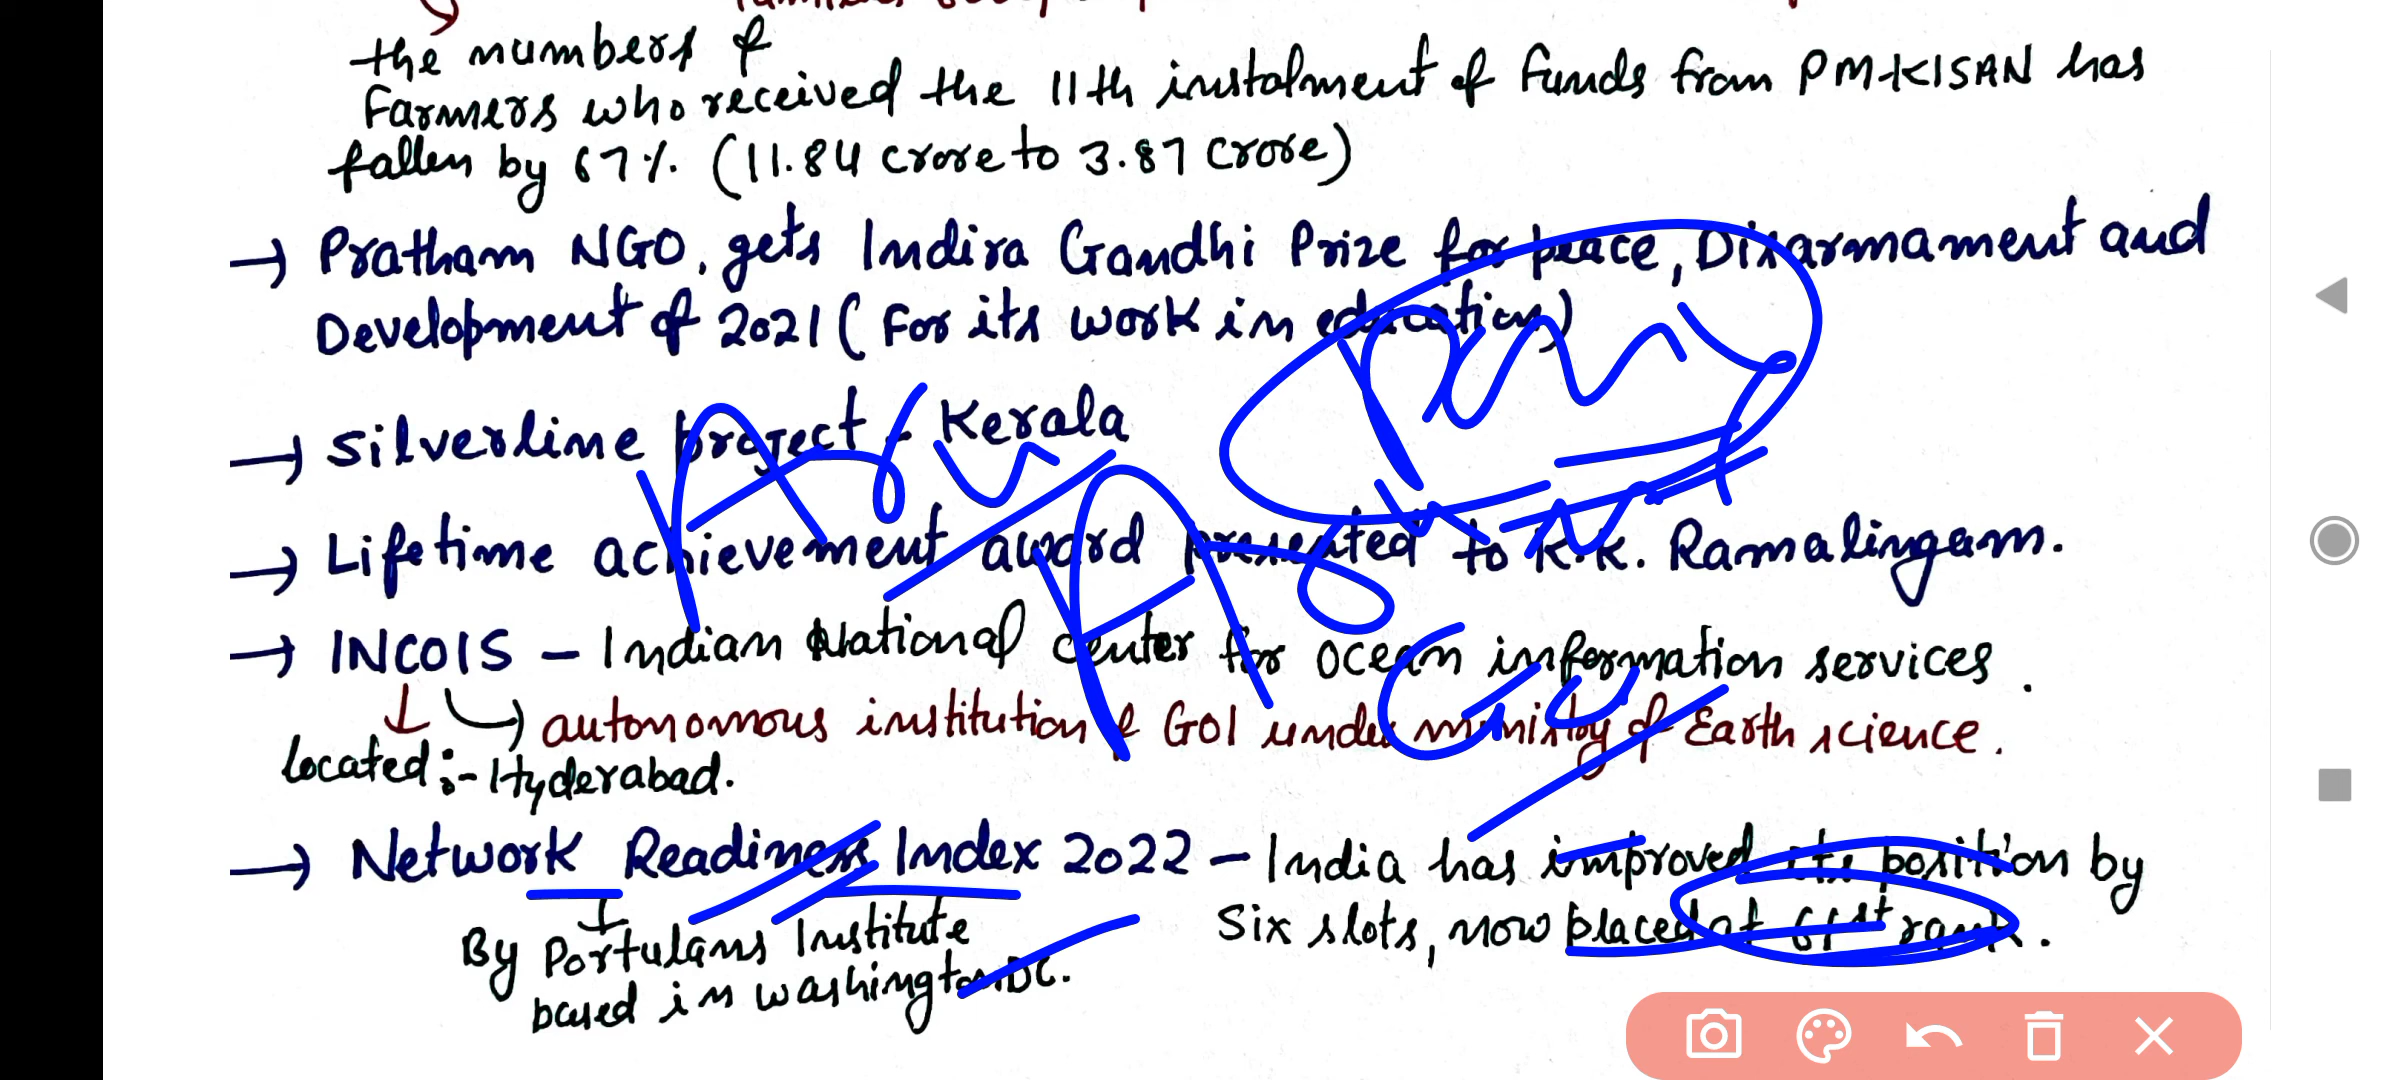 the numbers of
Farmers who received the 11th instalment of funds from PM-KISAN has
fallen by 67%. (11.84 crore to 3.87 crore)
→ Pratham NGO, gets Indira Gandhi Prize for peace, Disarmament and
Development of 2021 (For its work in education)
→ Silverline project - Kerala
→ Lifetime achievement award presented to K.K. Ramalingam.
→ INCOIS – Indian National center for ocean information services.
→ autonomous institution of GOI under ministry of Earth science.
located:- Hyderabad.
→ Network Readiness Index 2022 – India has improved its position by
six slots, now placed at 61st rank.
By Portulans Institute
based in washington DC.